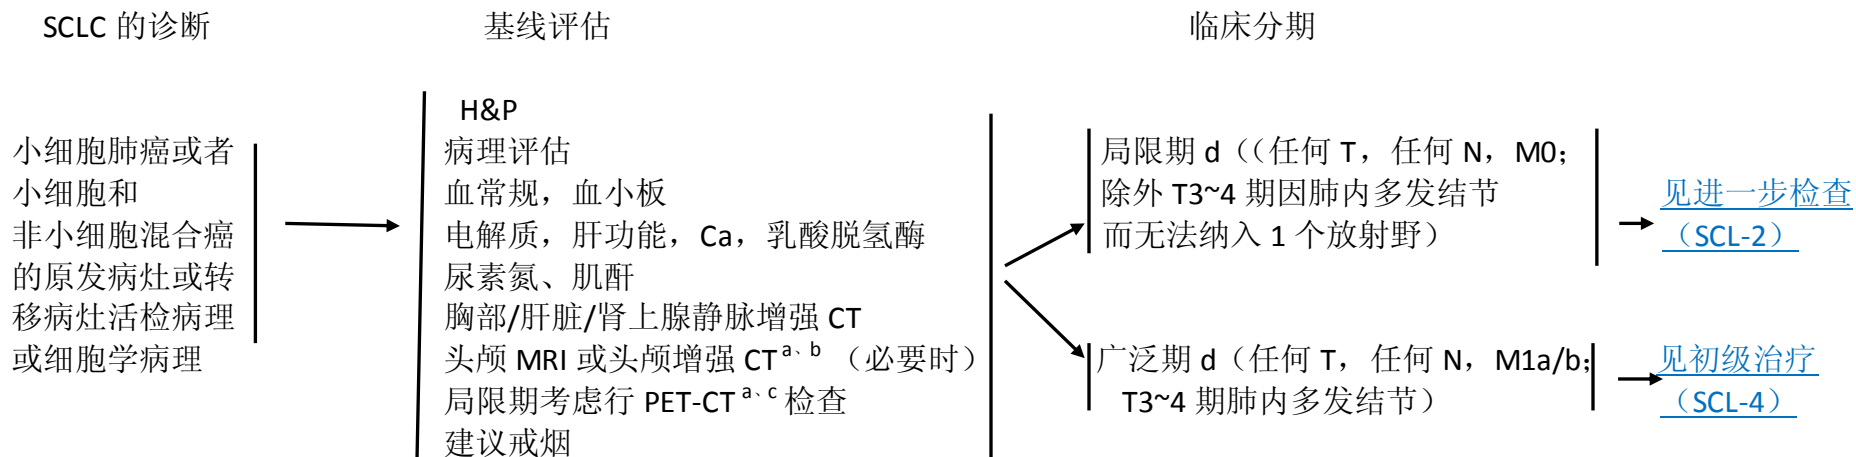 SCLC 的诊断
基线评估
临床分期
小细胞肺癌或者
小细胞和
非小细胞混合癌
的原发病灶或转
移病灶活检病理
或细胞学病理
H&P
病理评估
血常规，血小板
电解质，肝功能，Ca，乳酸脱氢酶
尿素氮、肌酐
胸部/肝脏/肾上腺静脉增强 CT
头颅 MRI 或头颅增强 CT a、b （必要时）
局限期考虑行 PET-CT a、c 检查
建议戒烟
局限期 d（（任何 T，任何 N，M0；
除外 T3~4 期因肺内多发结节
而无法纳入 1 个放射野）
见进一步检查
（SCL-2）
广泛期 d（任何 T，任何 N，M1a/b；
T3~4 期肺内多发结节）
见初级治疗
（SCL-4）